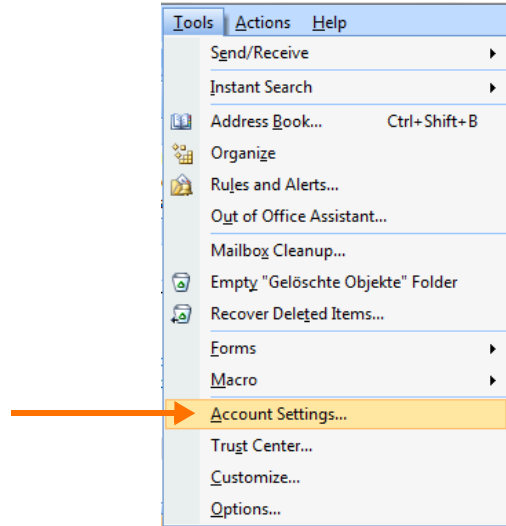 Tools Actions Help
Send/Receive
Instant Search
Address Book... Ctrl+Shift+B
Organize
Rules and Alerts...
Out of Office Assistant...
Mailbox Cleanup...
Empty "Gelöschte Objekte" Folder
Recover Deleted Items...
Forms
Macro
Account Settings...
Trust Center...
Customize...
Options...